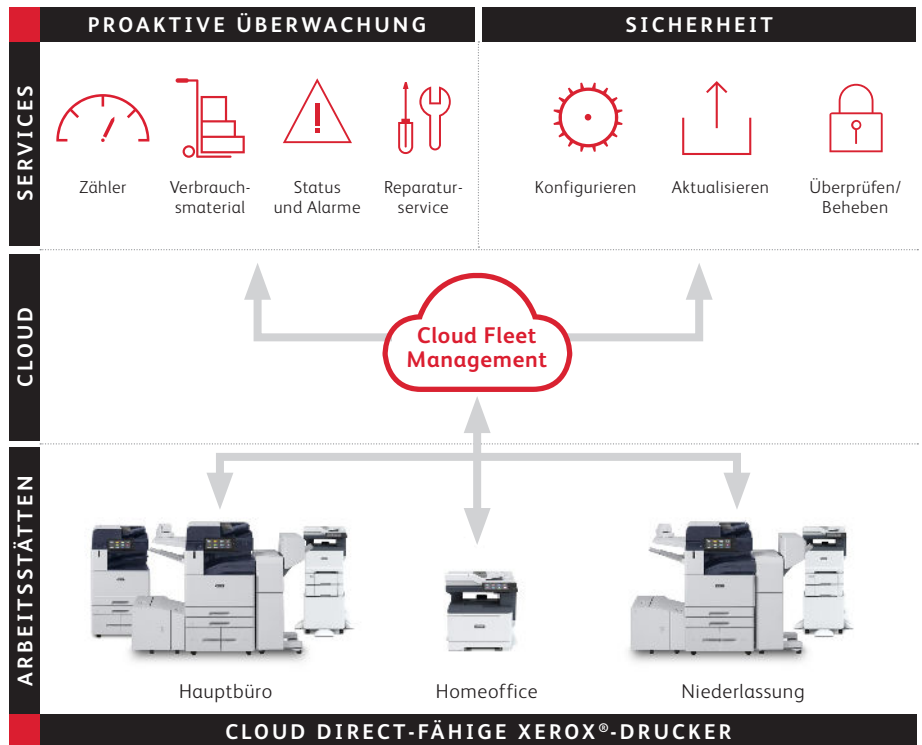 PROAKTIVE ÜBERWACHUNG
SICHERHEIT
SERVICES
Zähler
Verbrauch-
smaterial
Status
und Alarme
Reparatur-
service
Konfigurieren
Aktualisieren
Überprüfen/
Beheben
CLOUD
Cloud Fleet
Management
ARBEITSSTÄTTEN
Hauptbüro
Homeoffice
Niederlassung
CLOUD DIRECT-FÄHIGE XEROX®-DRUCKER